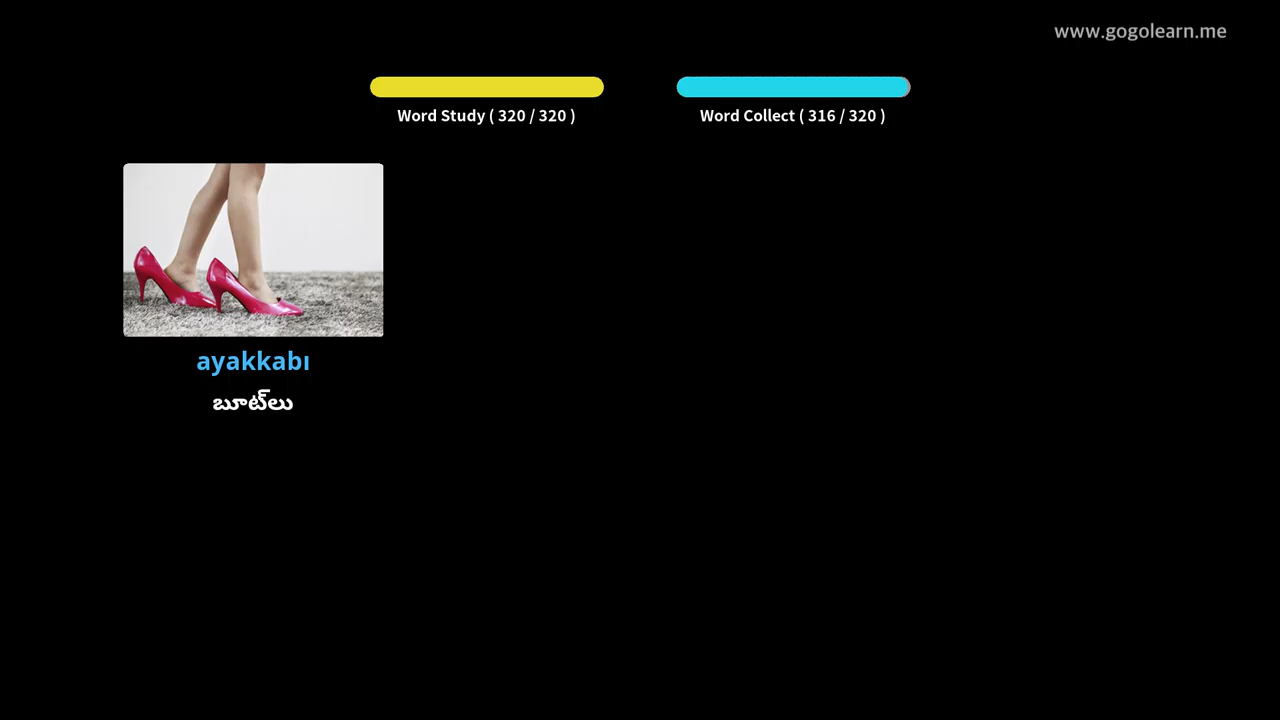 www.gogolearn.me
Word Study ( 320 / 320 )
Word Collect ( 316 / 320 )
ayakkabı
బూట్‌లు